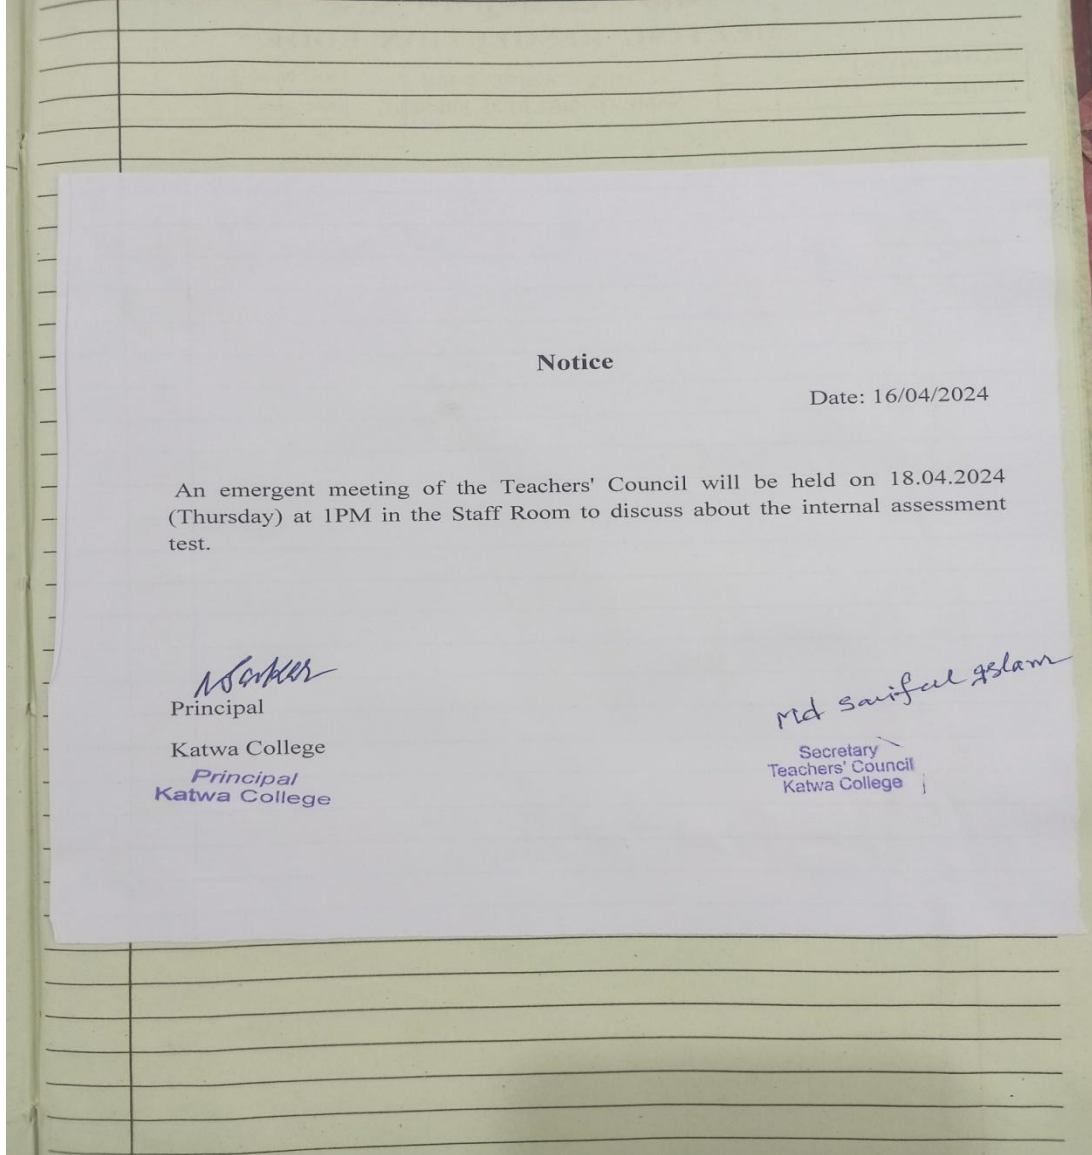 Notice
Date: 16/04/2024
An emergent meeting of the Teachers' Council will be held on 18.04.2024
(Thursday) at 1PM in the Staff Room to discuss about the internal assessment
test.
Principal
Katwa College
Principal
Katwa College
Md Sariful Islam
Secretary
Teachers' Council
Katwa College